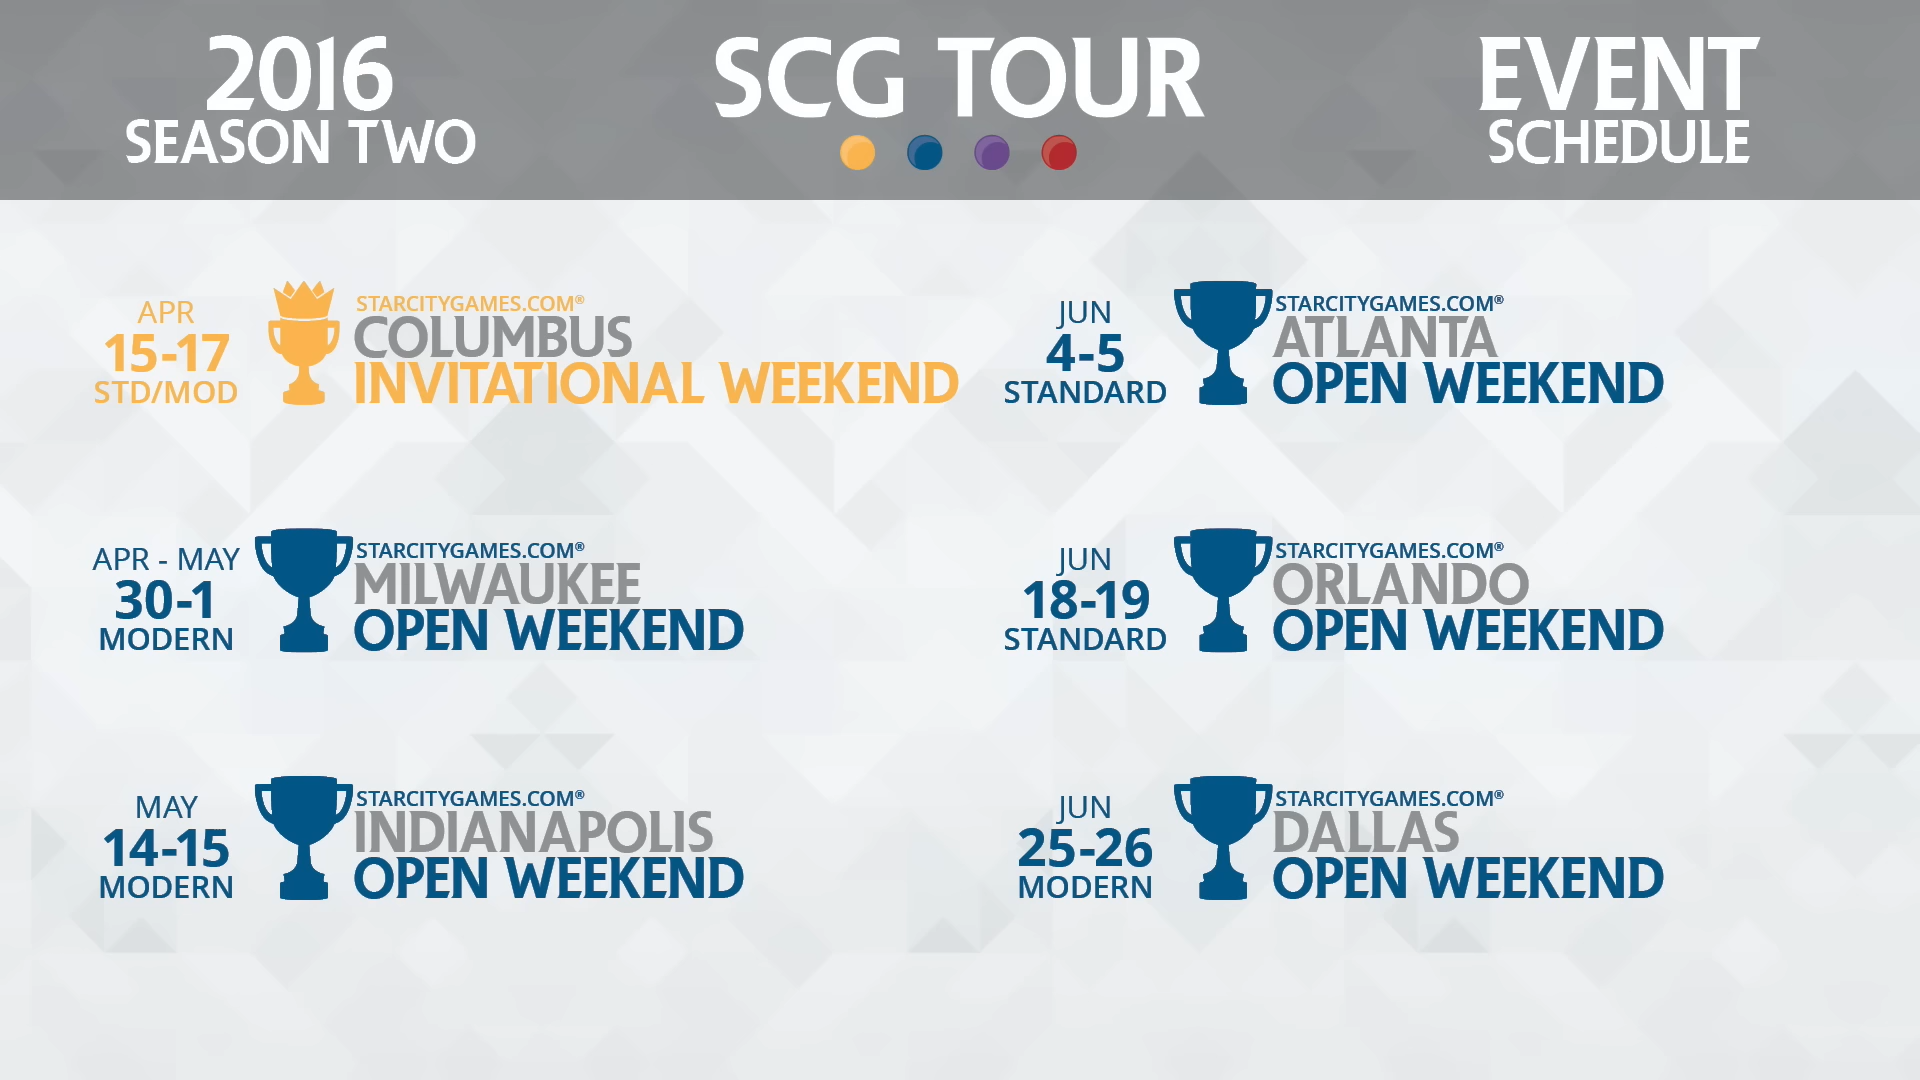 2016
SEASON TWO
SCG TOUR
EVENT
SCHEDULE
APR
15-17
STD/MOD
STARCITYGAMES.COM®
COLUMBUS
INVITATIONAL WEEKEND
APR - MAY
30-1
MODERN
STARCITYGAMES.COM®
MILWAUKEE
OPEN WEEKEND
MAY
14-15
MODERN
STARCITYGAMES.COM®
INDIANAPOLIS
OPEN WEEKEND
JUN
4-5
STANDARD
STARCITYGAMES.COM®
ATLANTA
OPEN WEEKEND
JUN
18-19
STANDARD
STARCITYGAMES.COM®
ORLANDO
OPEN WEEKEND
JUN
25-26
MODERN
STARCITYGAMES.COM®
DALLAS
OPEN WEEKEND